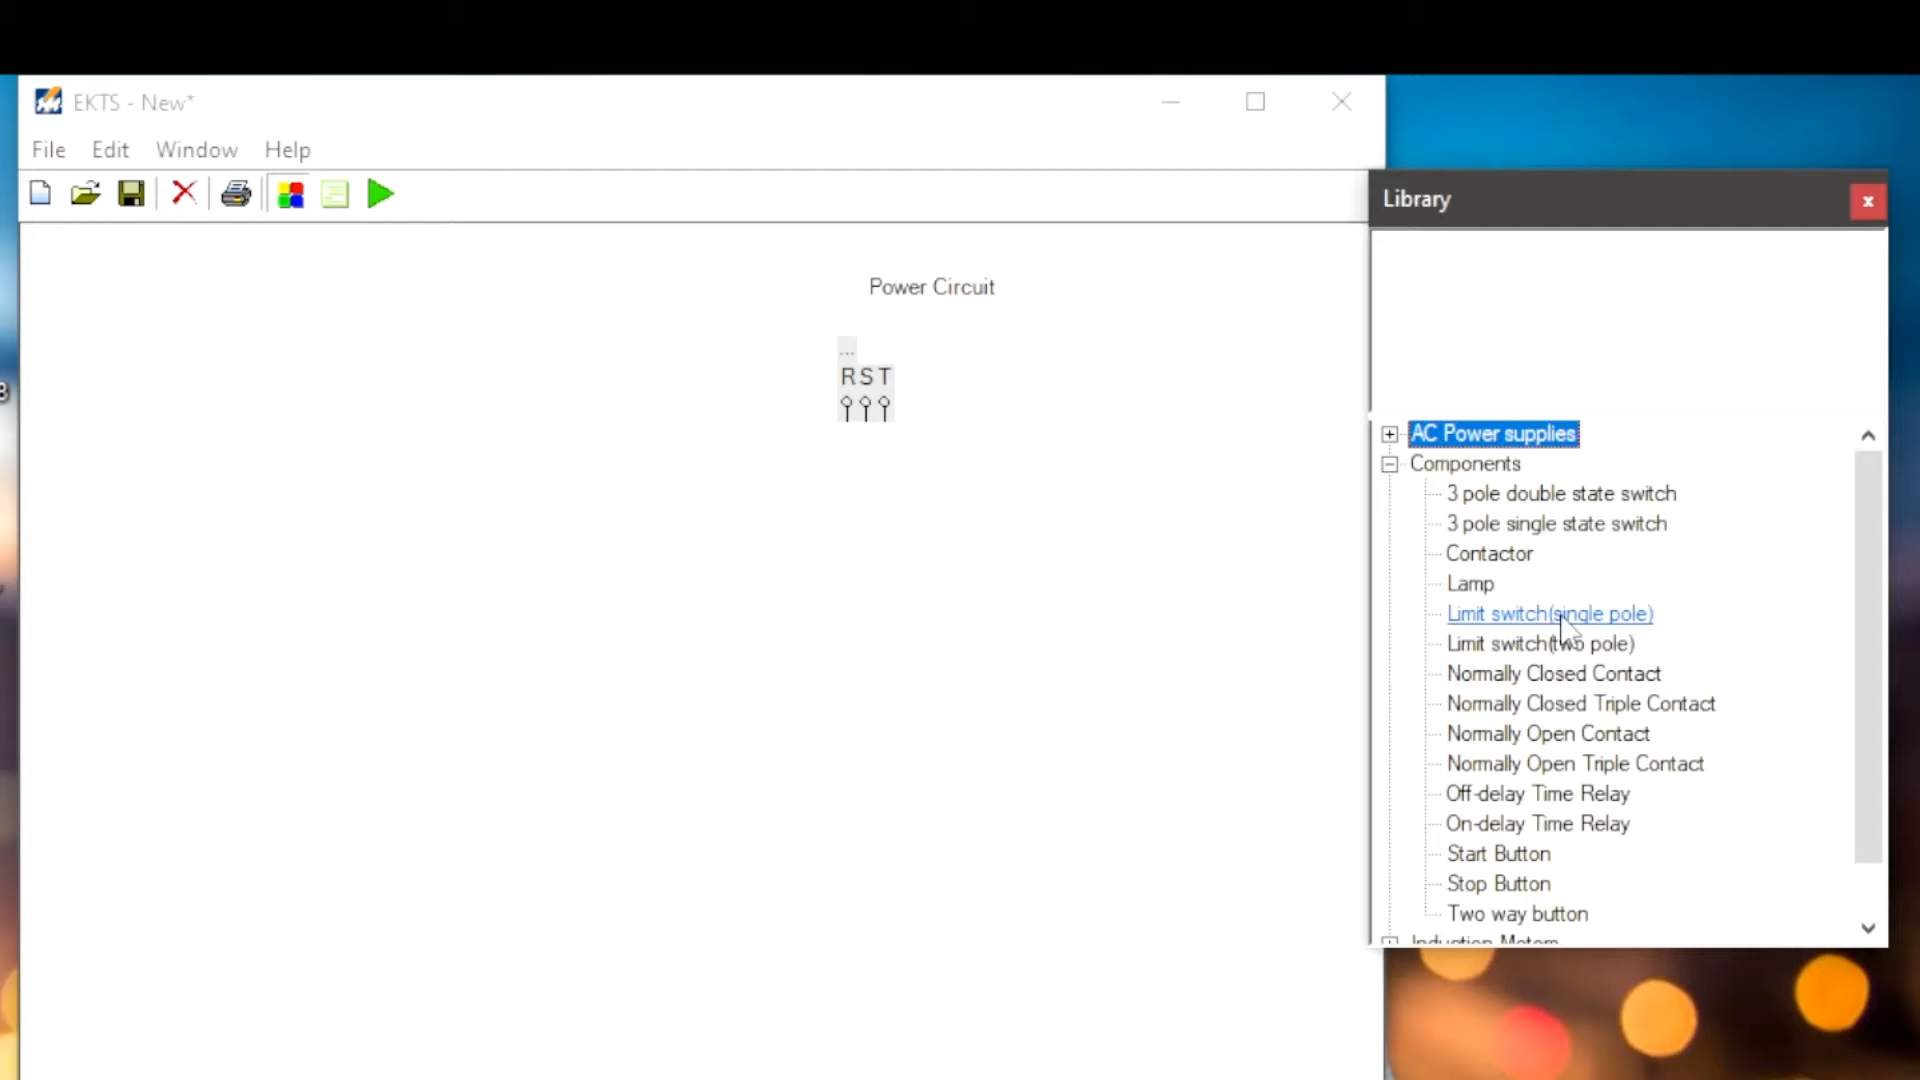 EKTS - New*
File Edit Window Help
Library
x
Power Circuit
...
R S T
AC Power supplies
Components
3 pole double state switch
3 pole single state switch
Contactor
Lamp
Limit switch(single pole)
Limit switch(two pole)
Normally Closed Contact
Normally Closed Triple Contact
Normally Open Contact
Normally Open Triple Contact
Off-delay Time Relay
On-delay Time Relay
Start Button
Stop Button
Two way button
Induction Motors